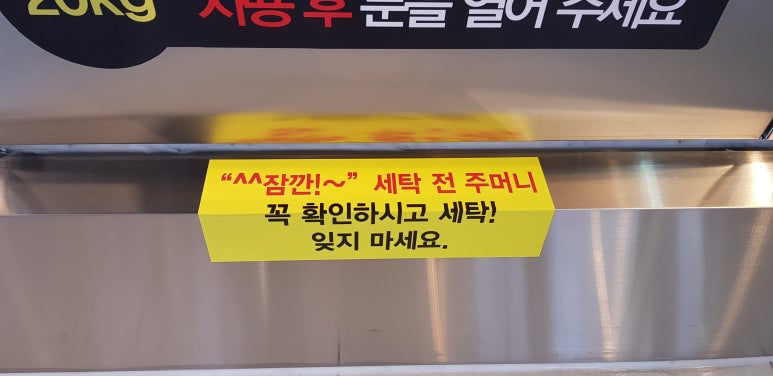 20Kg
사용 후 문을 열어 주세요
“^^잠깐!~” 세탁 전 주머니
꼭 확인하시고 세탁!
잊지 마세요.